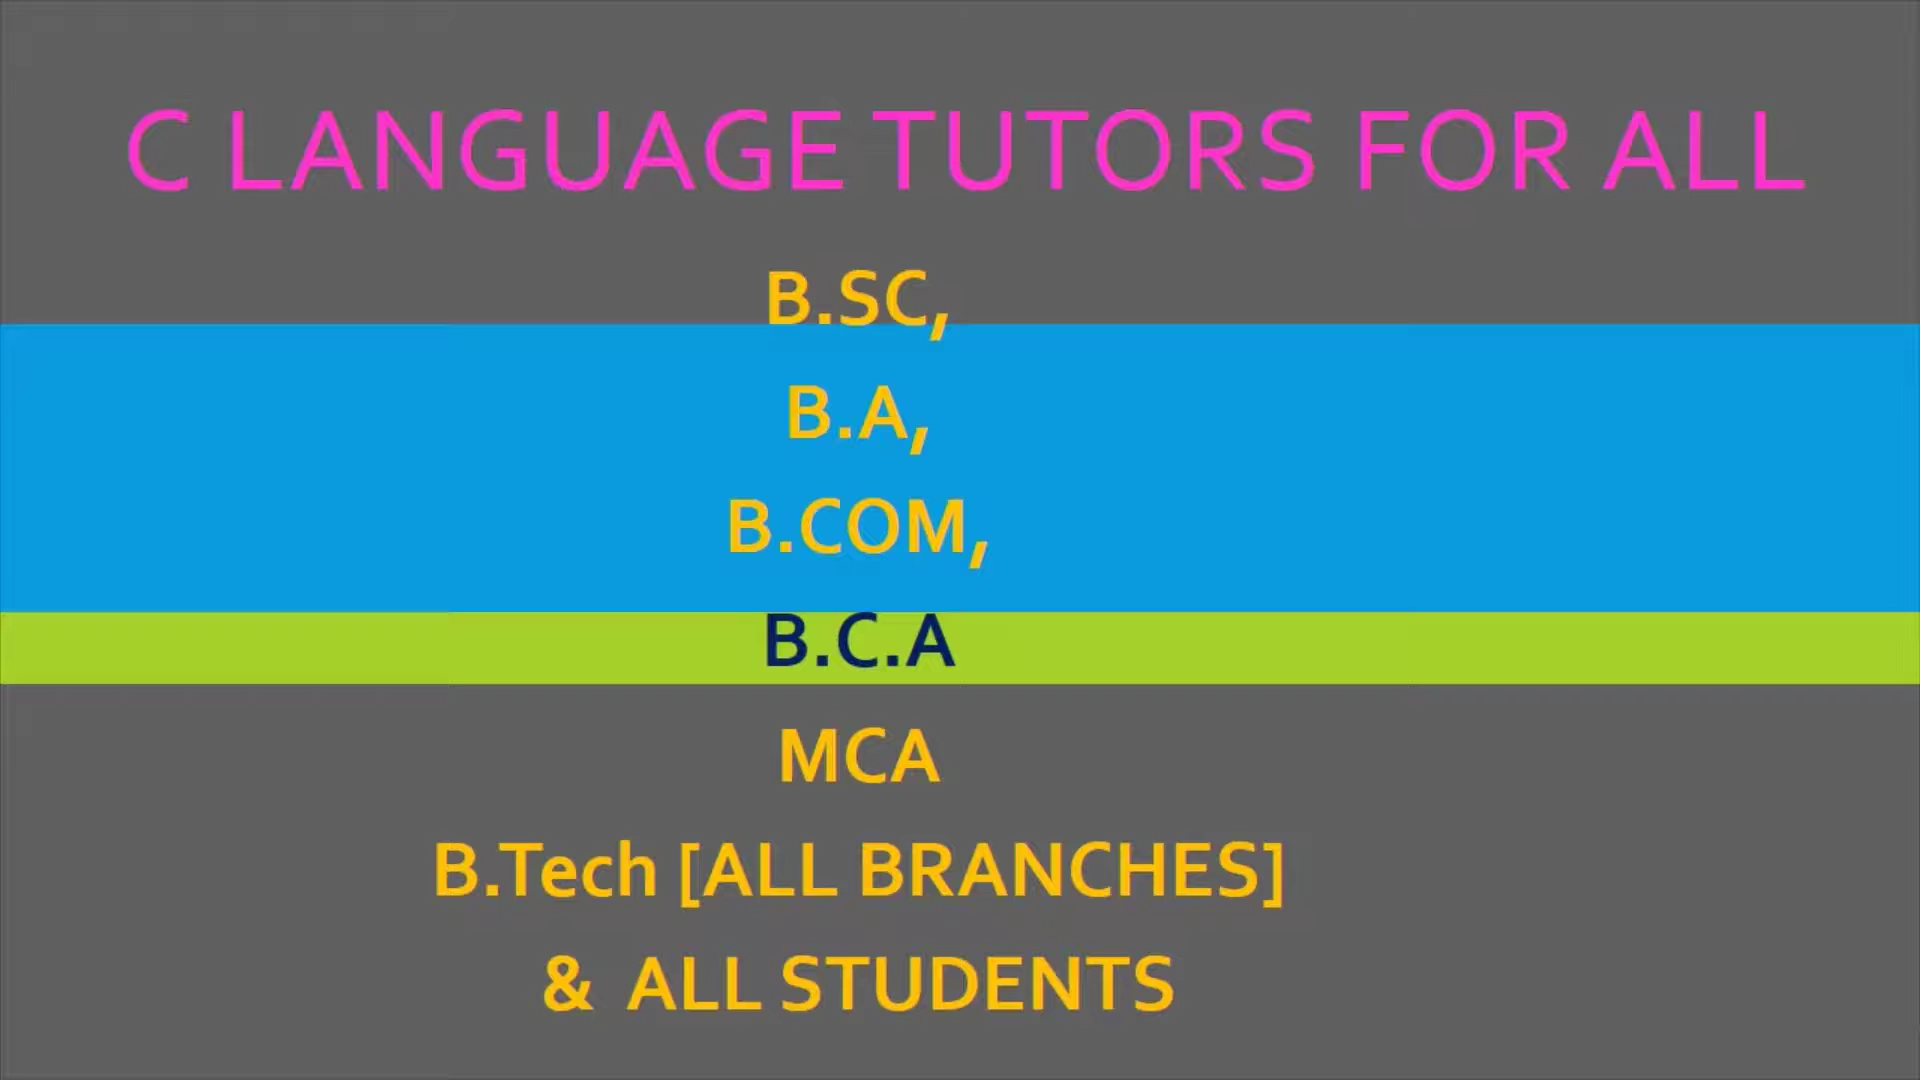 C LANGUAGE TUTORS FOR ALL
B.SC,
B.A,
B.COM,
B.C.A
MCA
B.Tech [ALL BRANCHES]
& ALL STUDENTS